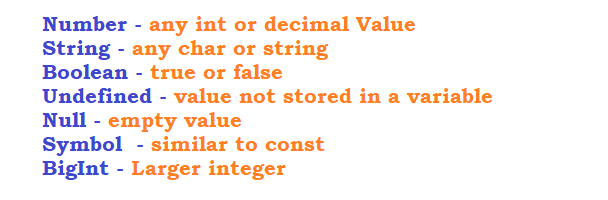 Number - any int or decimal Value
String - any char or string
Boolean - true or false
Undefined - value not stored in a variable
Null - empty value
Symbol  - similar to const
BigInt - Larger integer